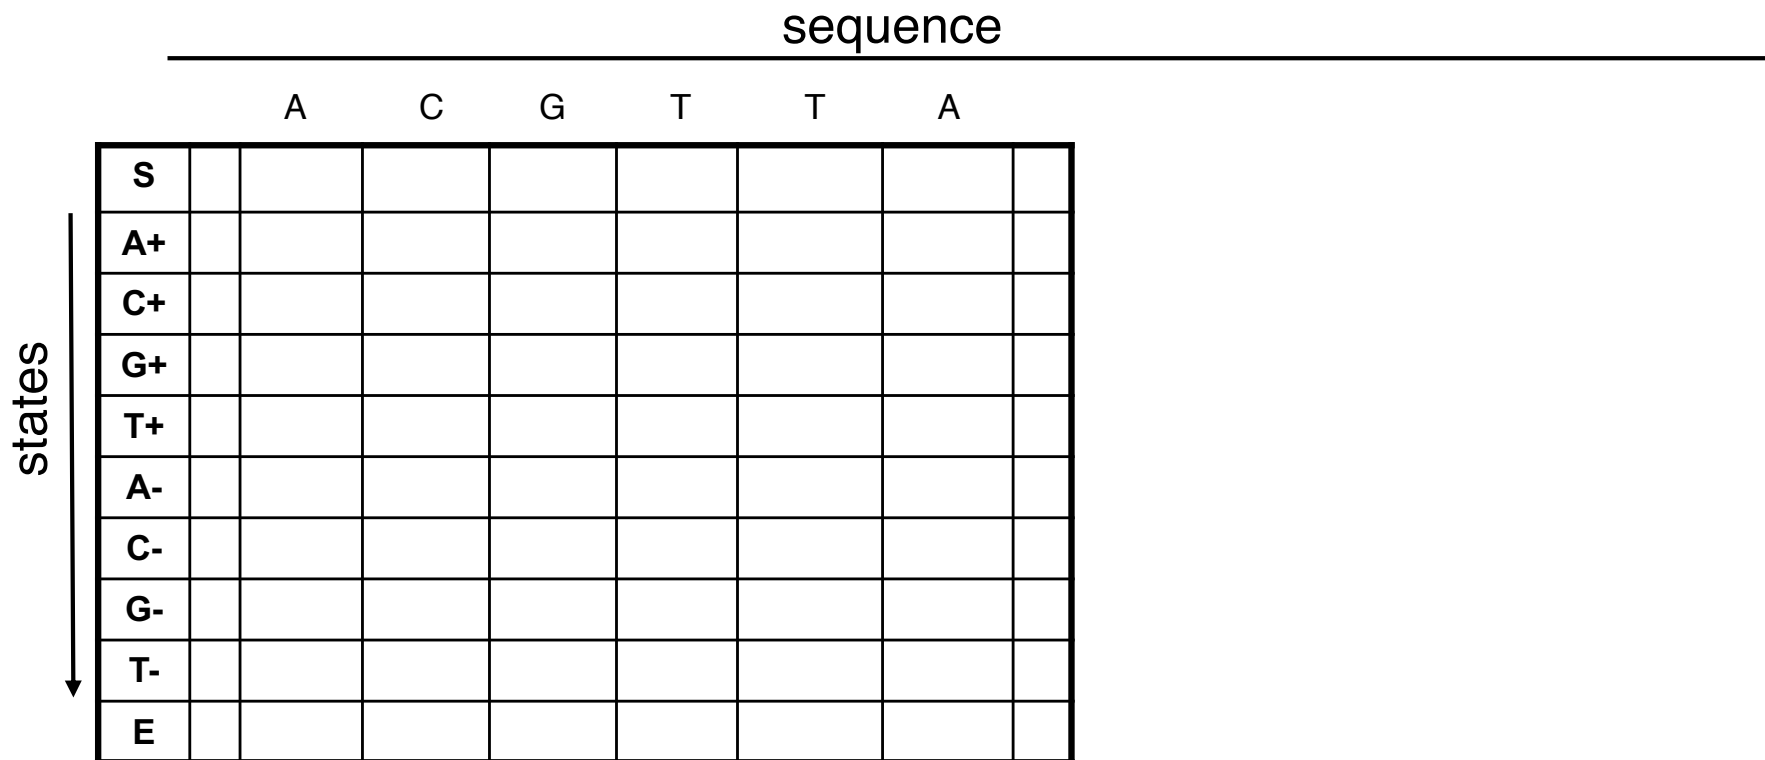 sequence
A C G T T A
S
A+
C+
G+
T+
A-
C-
G-
T-
E
states